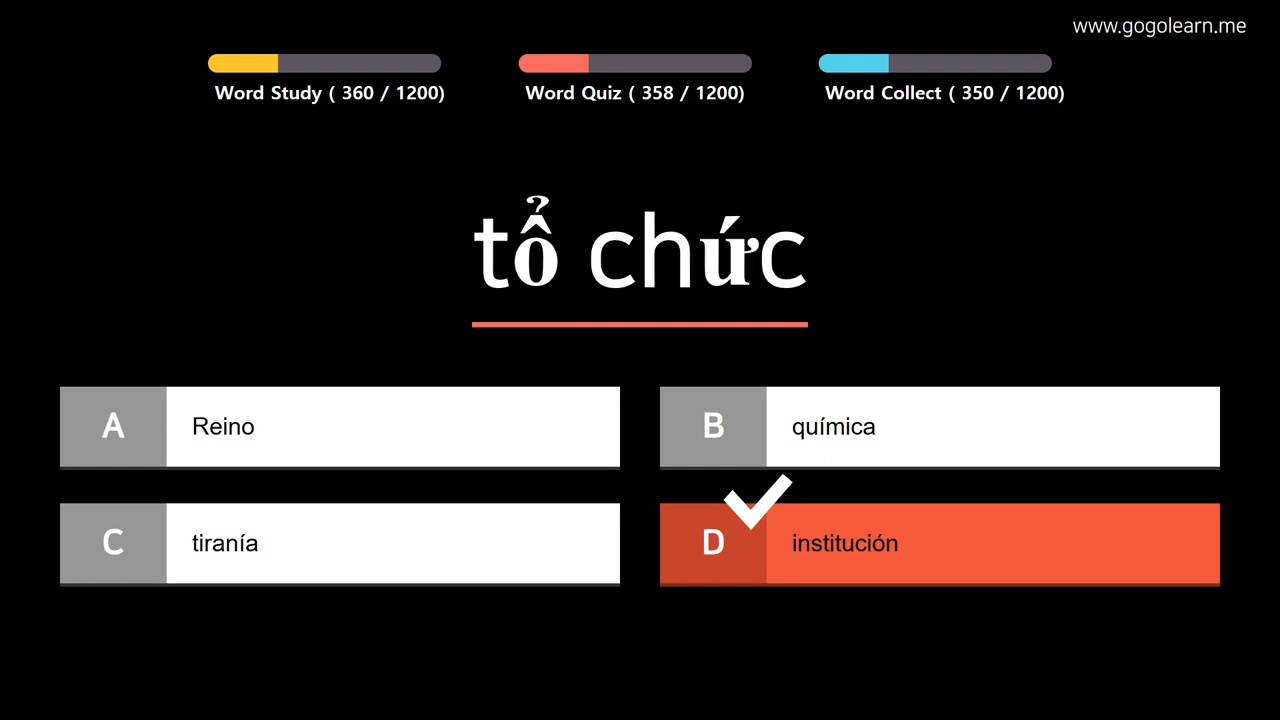 www.gogolearn.me
Word Study ( 360 / 1200)
Word Quiz ( 358 / 1200)
Word Collect ( 350 / 1200)
tổ chức
A Reino
B química
C tiranía
D institución